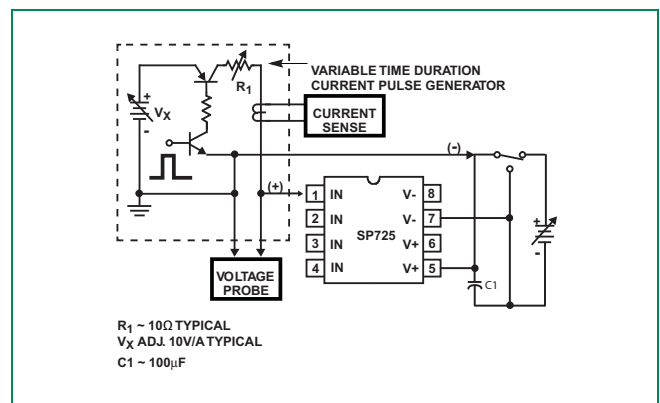 VARIABLE TIME DURATION
CURRENT PULSE GENERATOR
R1
+
VX
-
CURRENT
SENSE
(-)
(+)
1 IN V- 8
2 IN V- 7
3 IN V+ 6
4 IN V+ 5
SP725
+
-
C1
VOLTAGE
PROBE
R1 ~ 10Ω TYPICAL
VX ADJ. 10V/A TYPICAL
C1 ~ 100μF